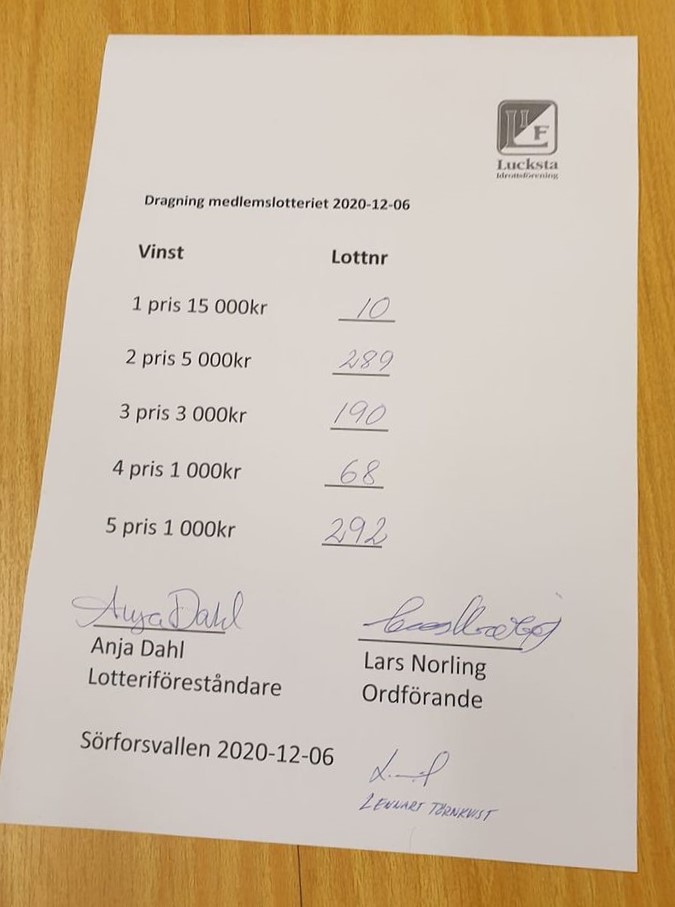 LIF
Lucksta
Idrottsförening
Dragning medlemslotteriet 2020-12-06
Vinst Lottnr
1 pris 15 000kr 10
2 pris 5 000kr 289
3 pris 3 000kr 190
4 pris 1 000kr 68
5 pris 1 000kr 292
Anja Dahl
Anja Dahl Lars Norling
Lotteriföreståndare Ordförande
Sörforsvallen 2020-12-06
LENNART TÖRNKVIST